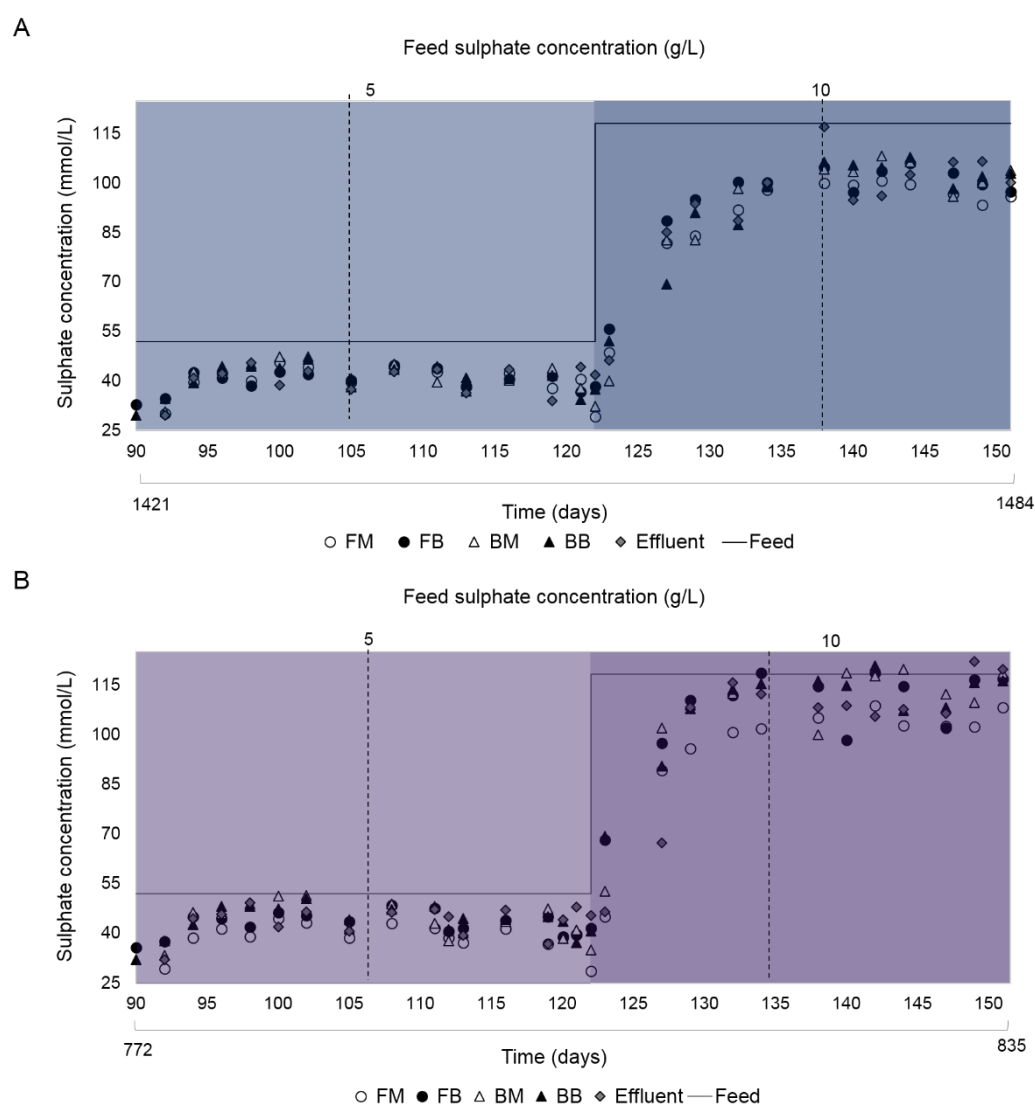 A
Feed sulphate concentration (g/L)
5 10
Sulphate concentration (mmol/L)
115
100
85
70
55
40
25
90 95 100 105 110 115 120 125 130 135 140 145 150
1421 1484
Time (days)
FM FB BM BB Effluent Feed
B
Feed sulphate concentration (g/L)
5 10
Sulphate concentration (mmol/L)
115
100
85
70
55
40
25
90 95 100 105 110 115 120 125 130 135 140 145 150
772 835
Time (days)
FM FB BM BB Effluent Feed